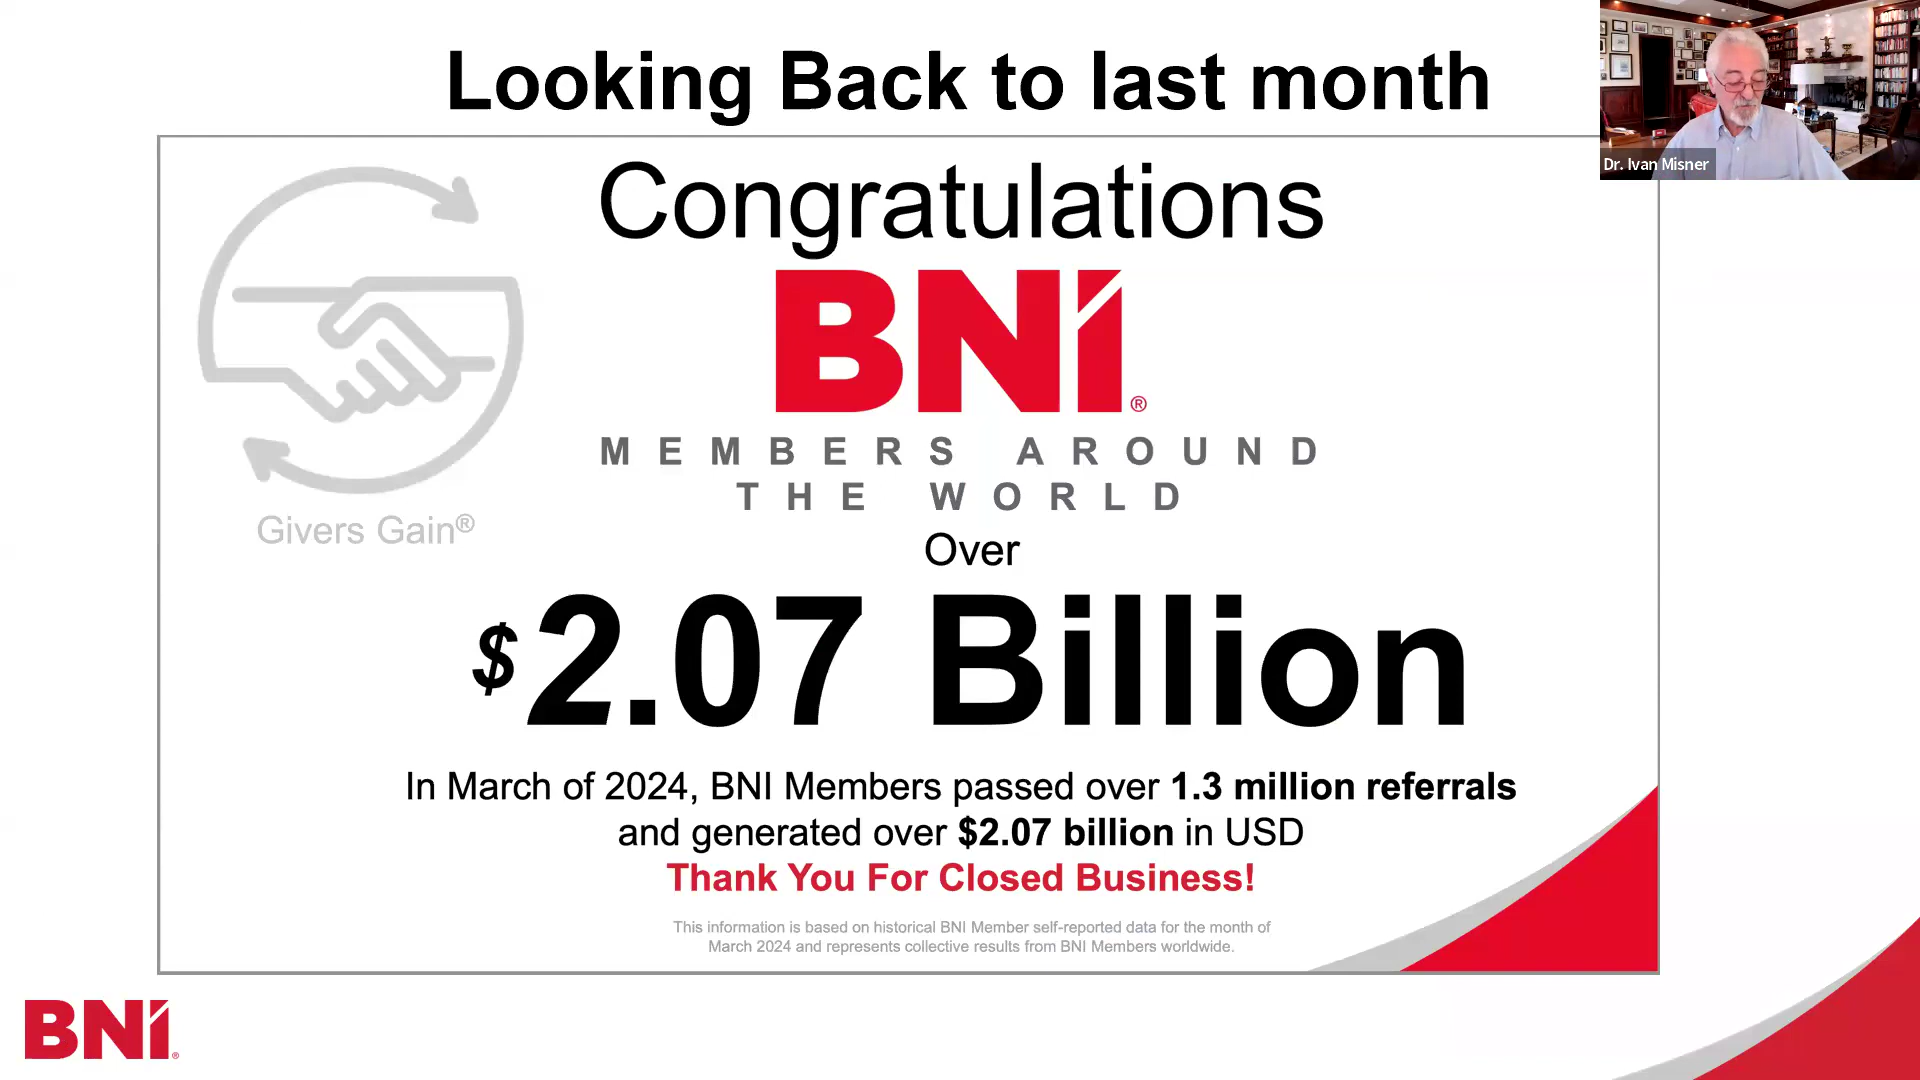 Looking Back to last month
Dr. Ivan Misner
Congratulations
BNI®
MEMBERS AROUND
THE WORLD
Givers Gain®
Over
$2.07 Billion
In March of 2024, BNI Members passed over 1.3 million referrals
and generated over $2.07 billion in USD
Thank You For Closed Business!
This information is based on historical BNI Member self-reported data for the month of
March 2024 and represents collective results from BNI Members worldwide.
BNI®